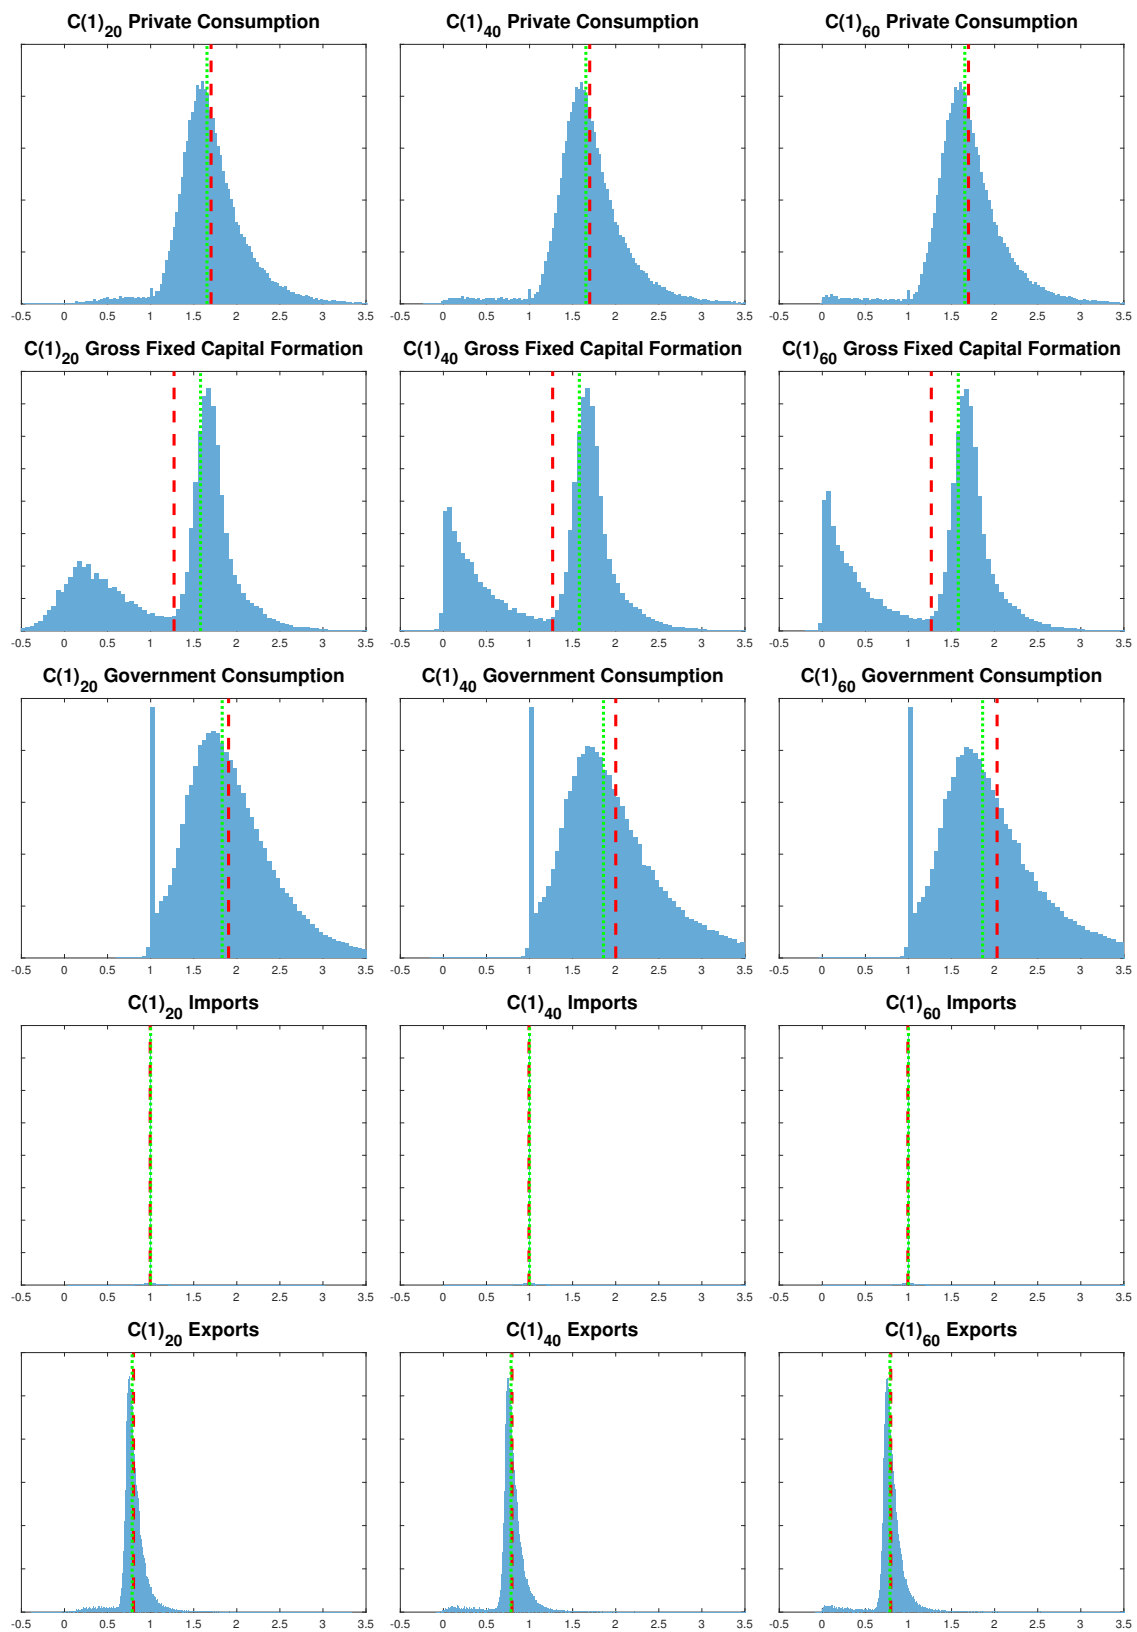 C(1)20 Private Consumption C(1)40 Private Consumption C(1)60 Private Consumption
-0.5 0 0.5 1 1.5 2 2.5 3 3.5 -0.5 0 0.5 1 1.5 2 2.5 3 3.5 -0.5 0 0.5 1 1.5 2 2.5 3 3.5
C(1)20 Gross Fixed Capital Formation C(1)40 Gross Fixed Capital Formation C(1)60 Gross Fixed Capital Formation
-0.5 0 0.5 1 1.5 2 2.5 3 3.5 -0.5 0 0.5 1 1.5 2 2.5 3 3.5 -0.5 0 0.5 1 1.5 2 2.5 3 3.5
C(1)20 Government Consumption C(1)40 Government Consumption C(1)60 Government Consumption
-0.5 0 0.5 1 1.5 2 2.5 3 3.5 -0.5 0 0.5 1 1.5 2 2.5 3 3.5 -0.5 0 0.5 1 1.5 2 2.5 3 3.5
C(1)20 Imports C(1)40 Imports C(1)60 Imports
-0.5 0 0.5 1 1.5 2 2.5 3 3.5 -0.5 0 0.5 1 1.5 2 2.5 3 3.5 -0.5 0 0.5 1 1.5 2 2.5 3 3.5
C(1)20 Exports C(1)40 Exports C(1)60 Exports
-0.5 0 0.5 1 1.5 2 2.5 3 3.5 -0.5 0 0.5 1 1.5 2 2.5 3 3.5 -0.5 0 0.5 1 1.5 2 2.5 3 3.5